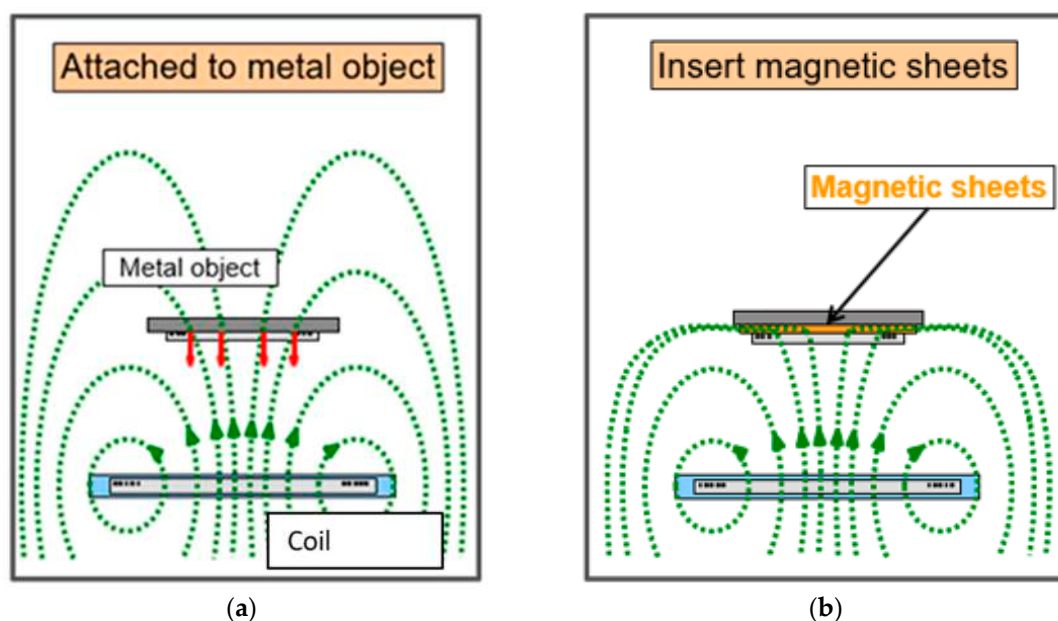 Attached to metal object
Insert magnetic sheets
Magnetic sheets
Metal object
Coil
(a)
(b)